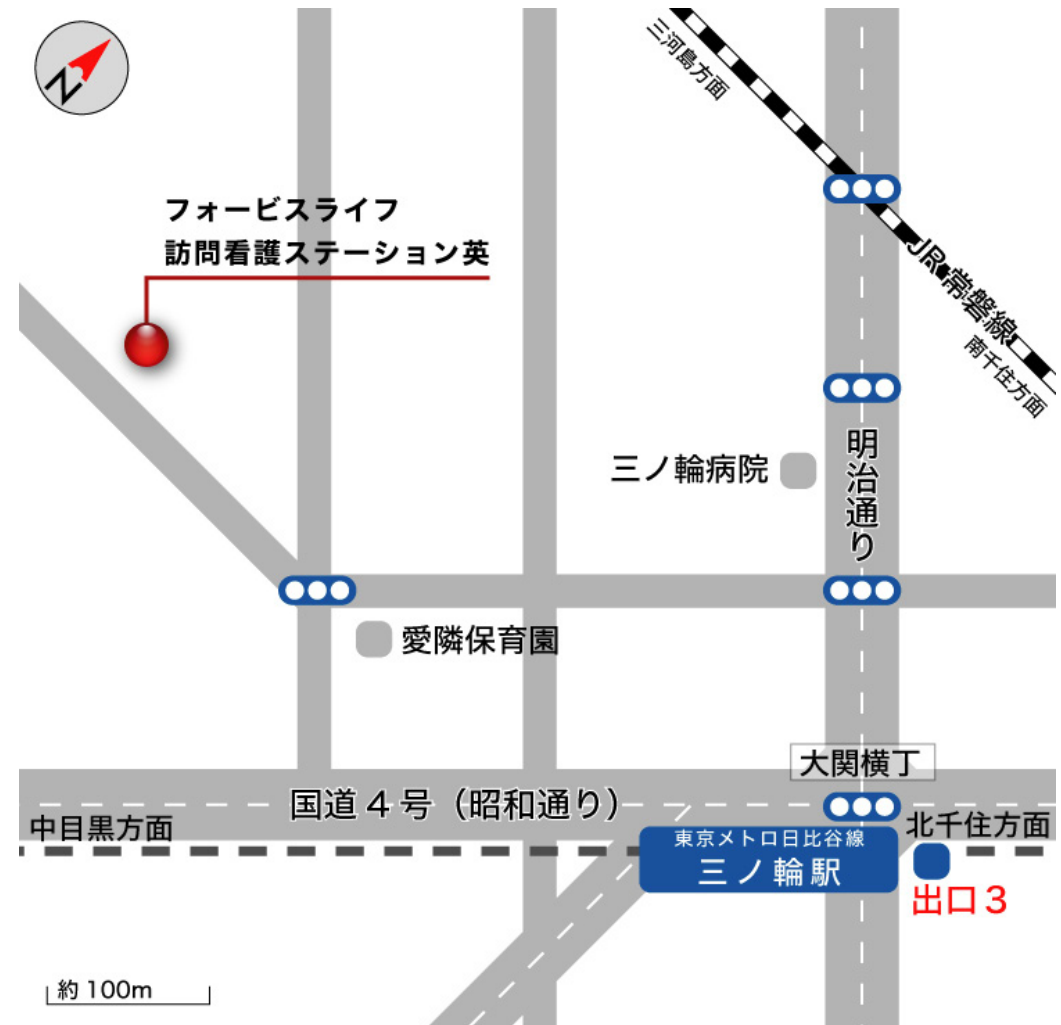 N
三河島方面
フォービスライフ
訪問看護ステーション英
JR 常磐線
南千住方面
明治通り
三ノ輪病院
愛隣保育園
大関横丁
国道4号（昭和通り）
中目黒方面
東京メトロ日比谷線
三ノ輪駅
北千住方面
出口3
約100m